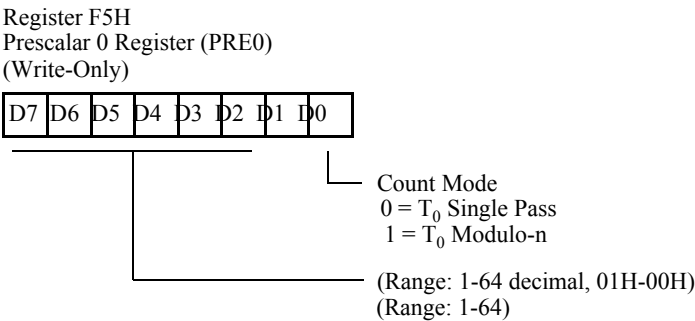 Register F5H
Prescalar 0 Register (PRE0)
(Write-Only)
D7 D6 D5 D4 D3 D2 D1 D0
Count Mode
0 = T₀ Single Pass
1 = T₀ Modulo-n
(Range: 1-64 decimal, 01H-00H)
(Range: 1-64)